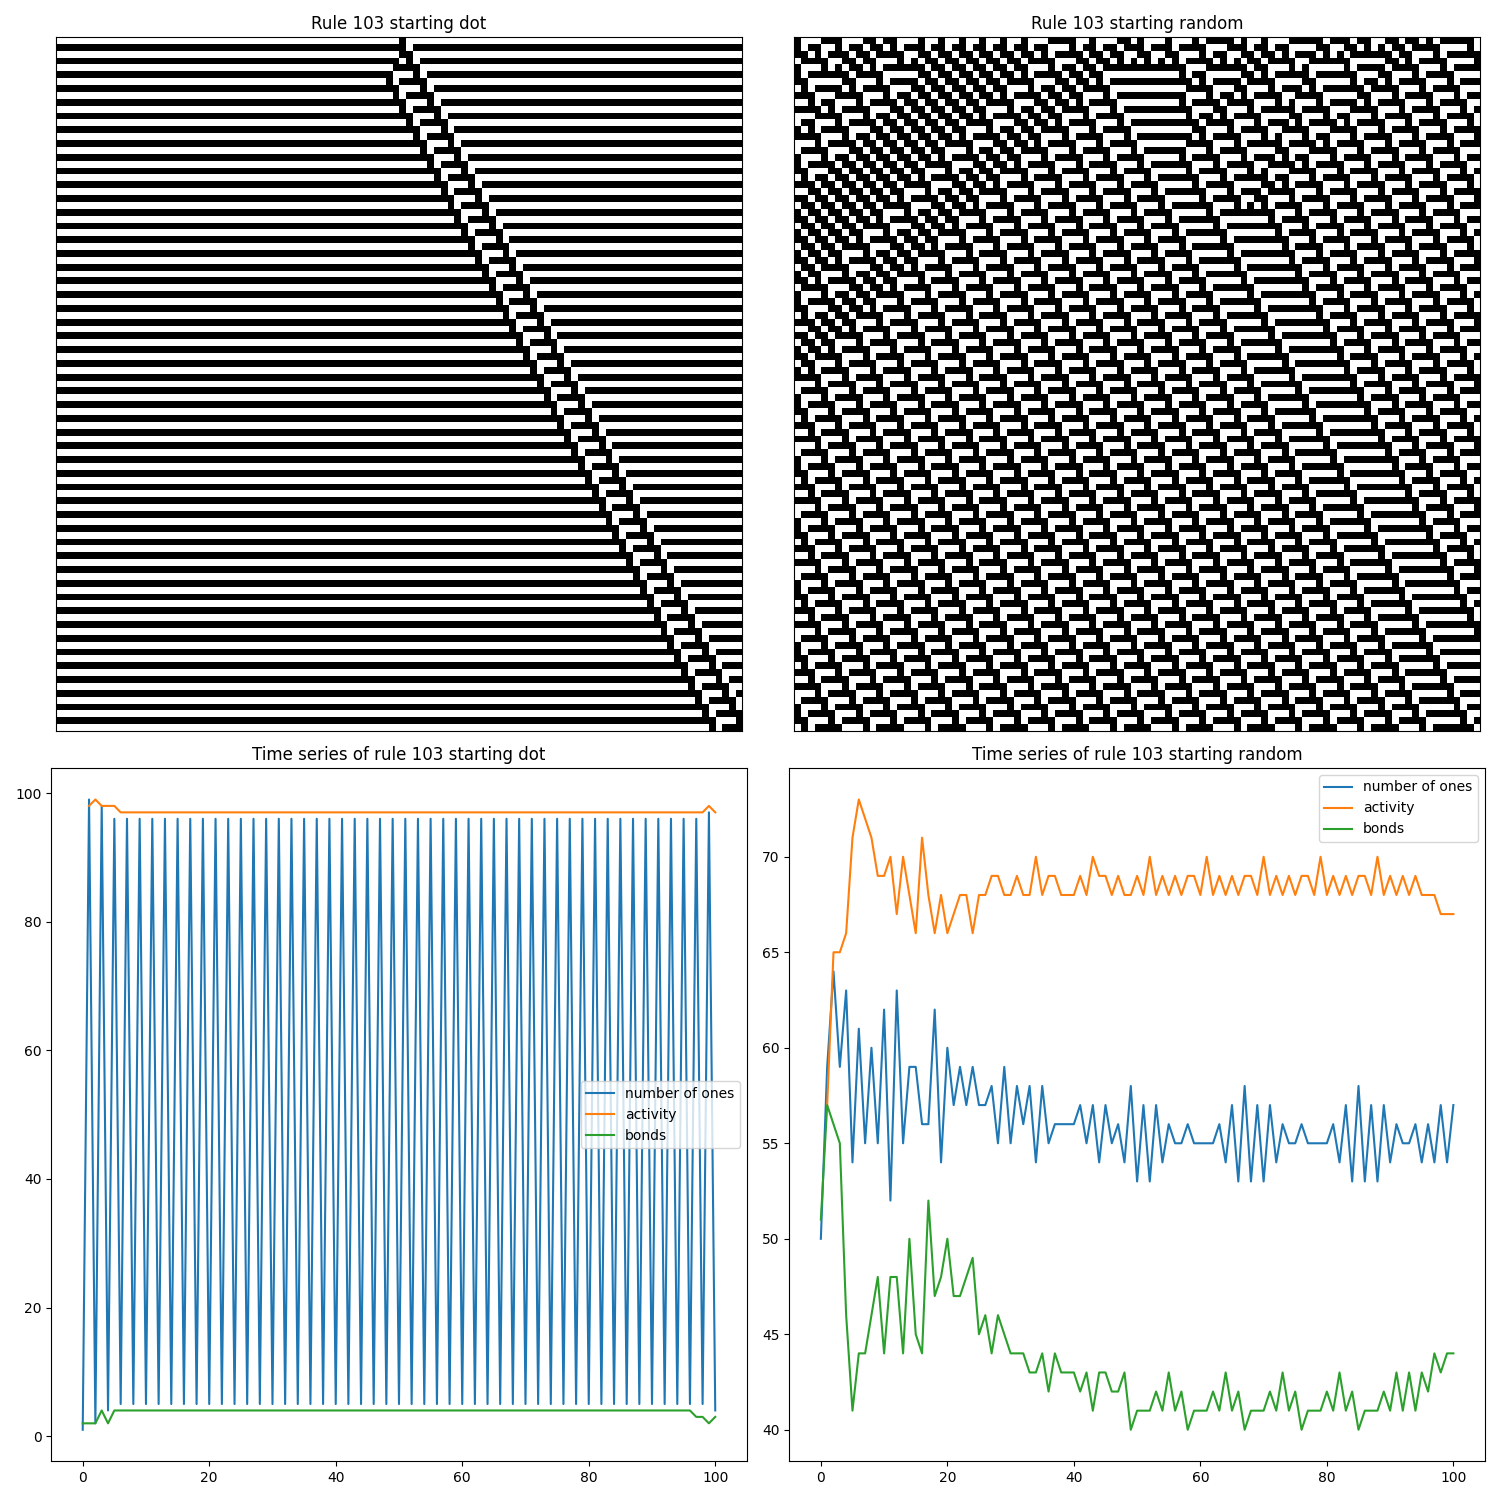 Rule 103 starting dot
Rule 103 starting random
Time series of rule 103 starting dot
100
80
60
40
20
0
number of ones
activity
bonds
0
20
40
60
80
100
Time series of rule 103 starting random
number of ones
activity
bonds
70
65
60
55
50
45
40
0
20
40
60
80
100